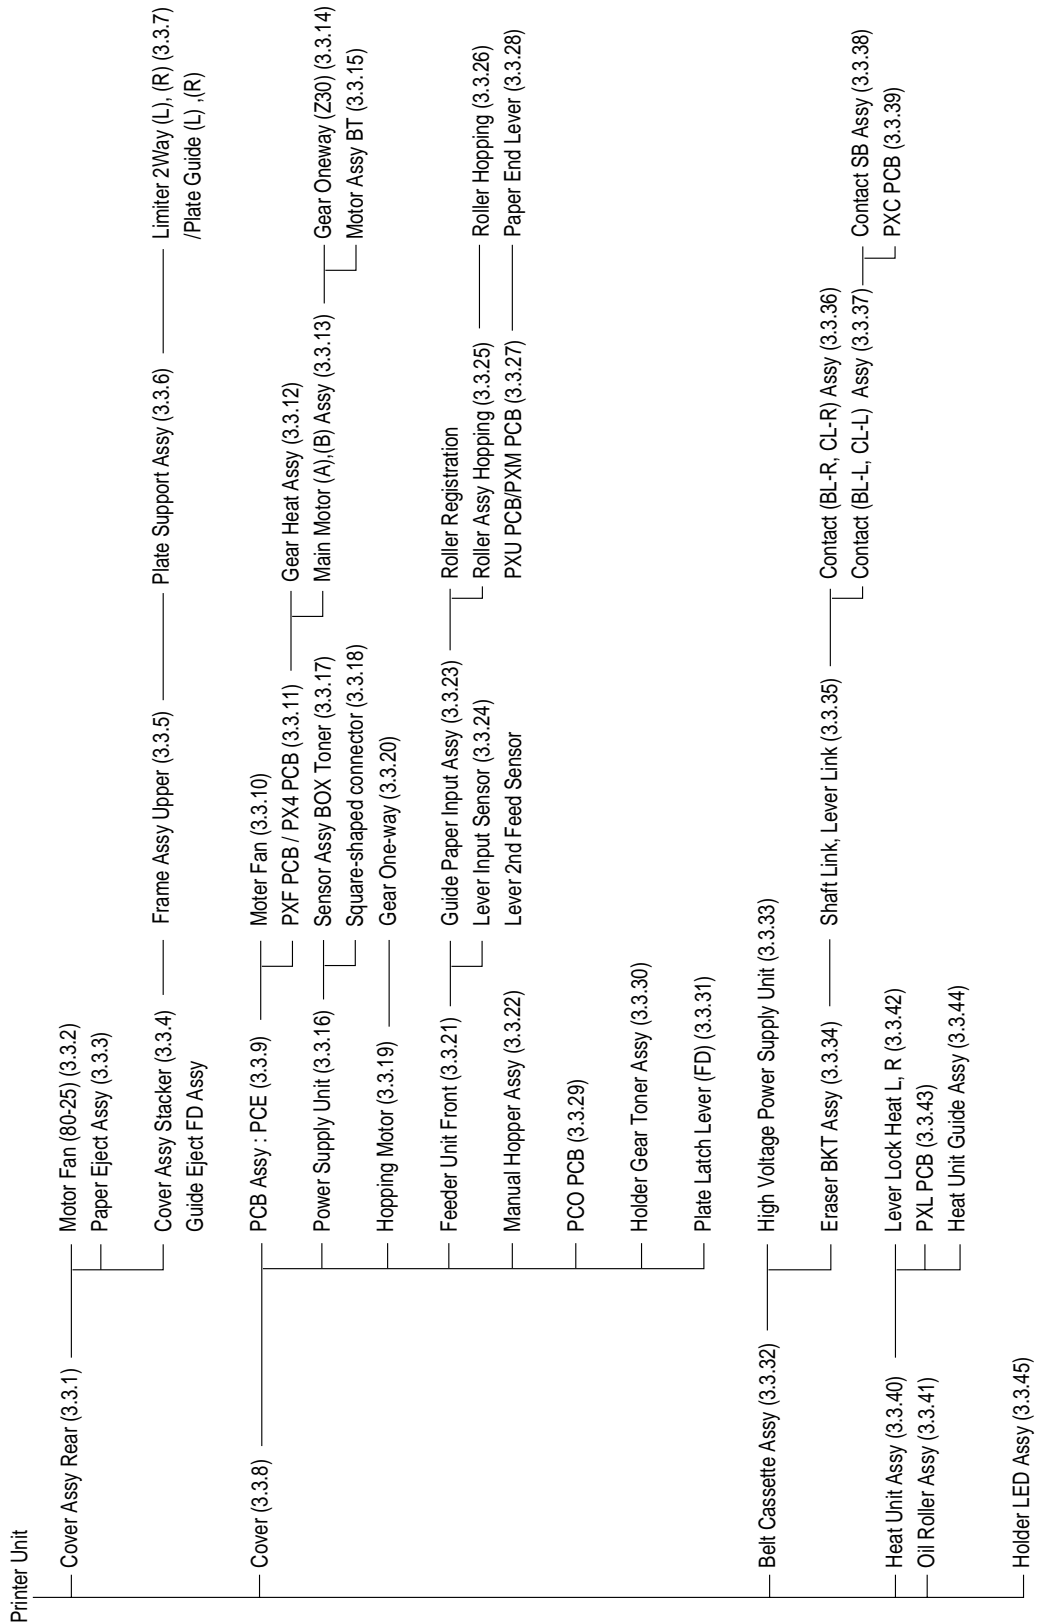 Printer Unit
Cover Assy Rear (3.3.1)
Motor Fan (80-25) (3.3.2)
Paper Eject Assy (3.3.3)
Cover Assy Stacker (3.3.4)
Guide Eject FD Assy
Frame Assy Upper (3.3.5)
Plate Support Assy (3.3.6)
Limiter 2Way (L), (R) (3.3.7)
/Plate Guide (L) ,(R)
Cover (3.3.8)
PCB Assy : PCE (3.3.9)
Moter Fan (3.3.10)
PXF PCB / PX4 PCB (3.3.11)
Gear Heat Assy (3.3.12)
Main Motor (A),(B) Assy (3.3.13)
Gear Oneway (Z30) (3.3.14)
Motor Assy BT (3.3.15)
Power Supply Unit (3.3.16)
Sensor Assy BOX Toner (3.3.17)
Square-shaped connector (3.3.18)
Hopping Motor (3.3.19)
Gear One-way (3.3.20)
Feeder Unit Front (3.3.21)
Guide Paper Input Assy (3.3.23)
Lever Input Sensor (3.3.24)
Lever 2nd Feed Sensor
Roller Registration
Roller Assy Hopping (3.3.25)
PXU PCB/PXM PCB (3.3.27)
Roller Hopping (3.3.26)
Paper End Lever (3.3.28)
Manual Hopper Assy (3.3.22)
PCO PCB (3.3.29)
Holder Gear Toner Assy (3.3.30)
Plate Latch Lever (FD) (3.3.31)
Belt Cassette Assy (3.3.32)
High Voltage Power Supply Unit (3.3.33)
Eraser BKT Assy (3.3.34)
Shaft Link, Lever Link (3.3.35)
Contact (BL-R, CL-R) Assy (3.3.36)
Contact (BL-L, CL-L) Assy (3.3.37)
Contact SB Assy (3.3.38)
PXC PCB (3.3.39)
Heat Unit Assy (3.3.40)
Oil Roller Assy (3.3.41)
Lever Lock Heat L, R (3.3.42)
PXL PCB (3.3.43)
Heat Unit Guide Assy (3.3.44)
Holder LED Assy (3.3.45)